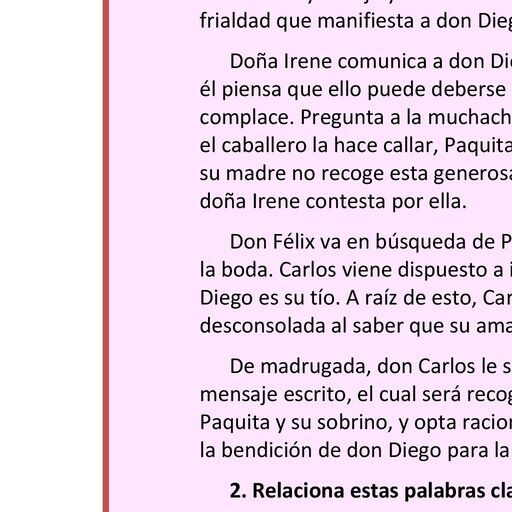 frialdad que manifiesta a don Dieg
Doña Irene comunica a don Di
él piensa que ello puede deberse
complace. Pregunta a la muchach
el caballero la hace callar, Paquita
su madre no recoge esta generosa
doña Irene contesta por ella.
Don Félix va en búsqueda de P
la boda. Carlos viene dispuesto a i
Diego es su tío. A raíz de esto, Car
desconsolada al saber que su ama
De madrugada, don Carlos le s
mensaje escrito, el cual será recog
Paquita y su sobrino, y opta racion
la bendición de don Diego para la
2. Relaciona estas palabras cla